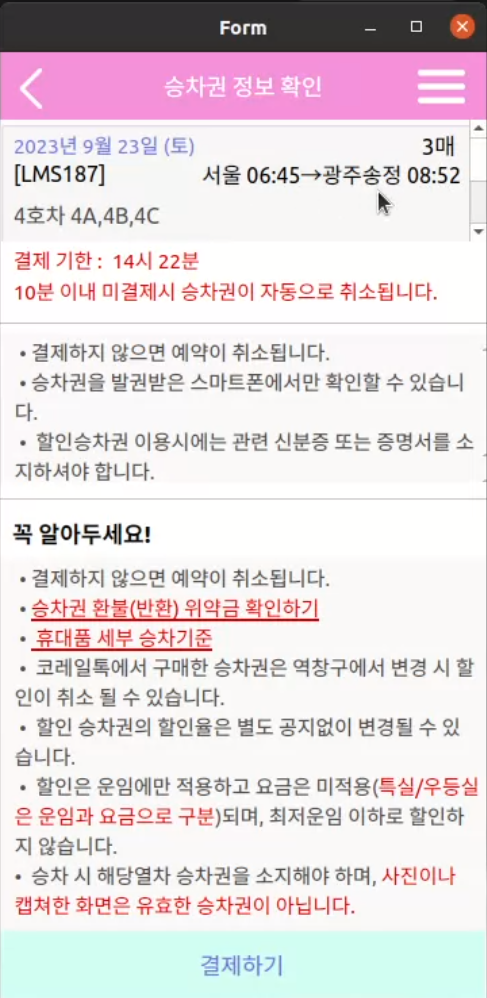 Form
승차권 정보 확인
2023년 9월 23일 (토) 3매
[LMS187] 서울 06:45→광주송정 08:52
4호차 4A,4B,4C
결제 기한 : 14시 22분
10분 이내 미결제시 승차권이 자동으로 취소됩니다.
• 결제하지 않으면 예약이 취소됩니다.
• 승차권을 발권받은 스마트폰에서만 확인할 수 있습니
다.
• 할인승차권 이용시에는 관련 신분증 또는 증명서를 소
지하셔야 합니다.
꼭 알아두세요!
• 결제하지 않으면 예약이 취소됩니다.
• 승차권 환불(반환) 위약금 확인하기
• 휴대품 세부 승차기준
• 코레일톡에서 구매한 승차권은 역창구에서 변경 시 할
인이 취소 될 수 있습니다.
• 할인 승차권의 할인율은 별도 공지없이 변경될 수 있
습니다.
• 할인은 운임에만 적용하고 요금은 미적용(특실/우등실
은 운임과 요금으로 구분)되며, 최저운임 이하로 할인하
지 않습니다.
• 승차 시 해당열차 승차권을 소지해야 하며, 사진이나
캡쳐한 화면은 유효한 승차권이 아닙니다.
결제하기